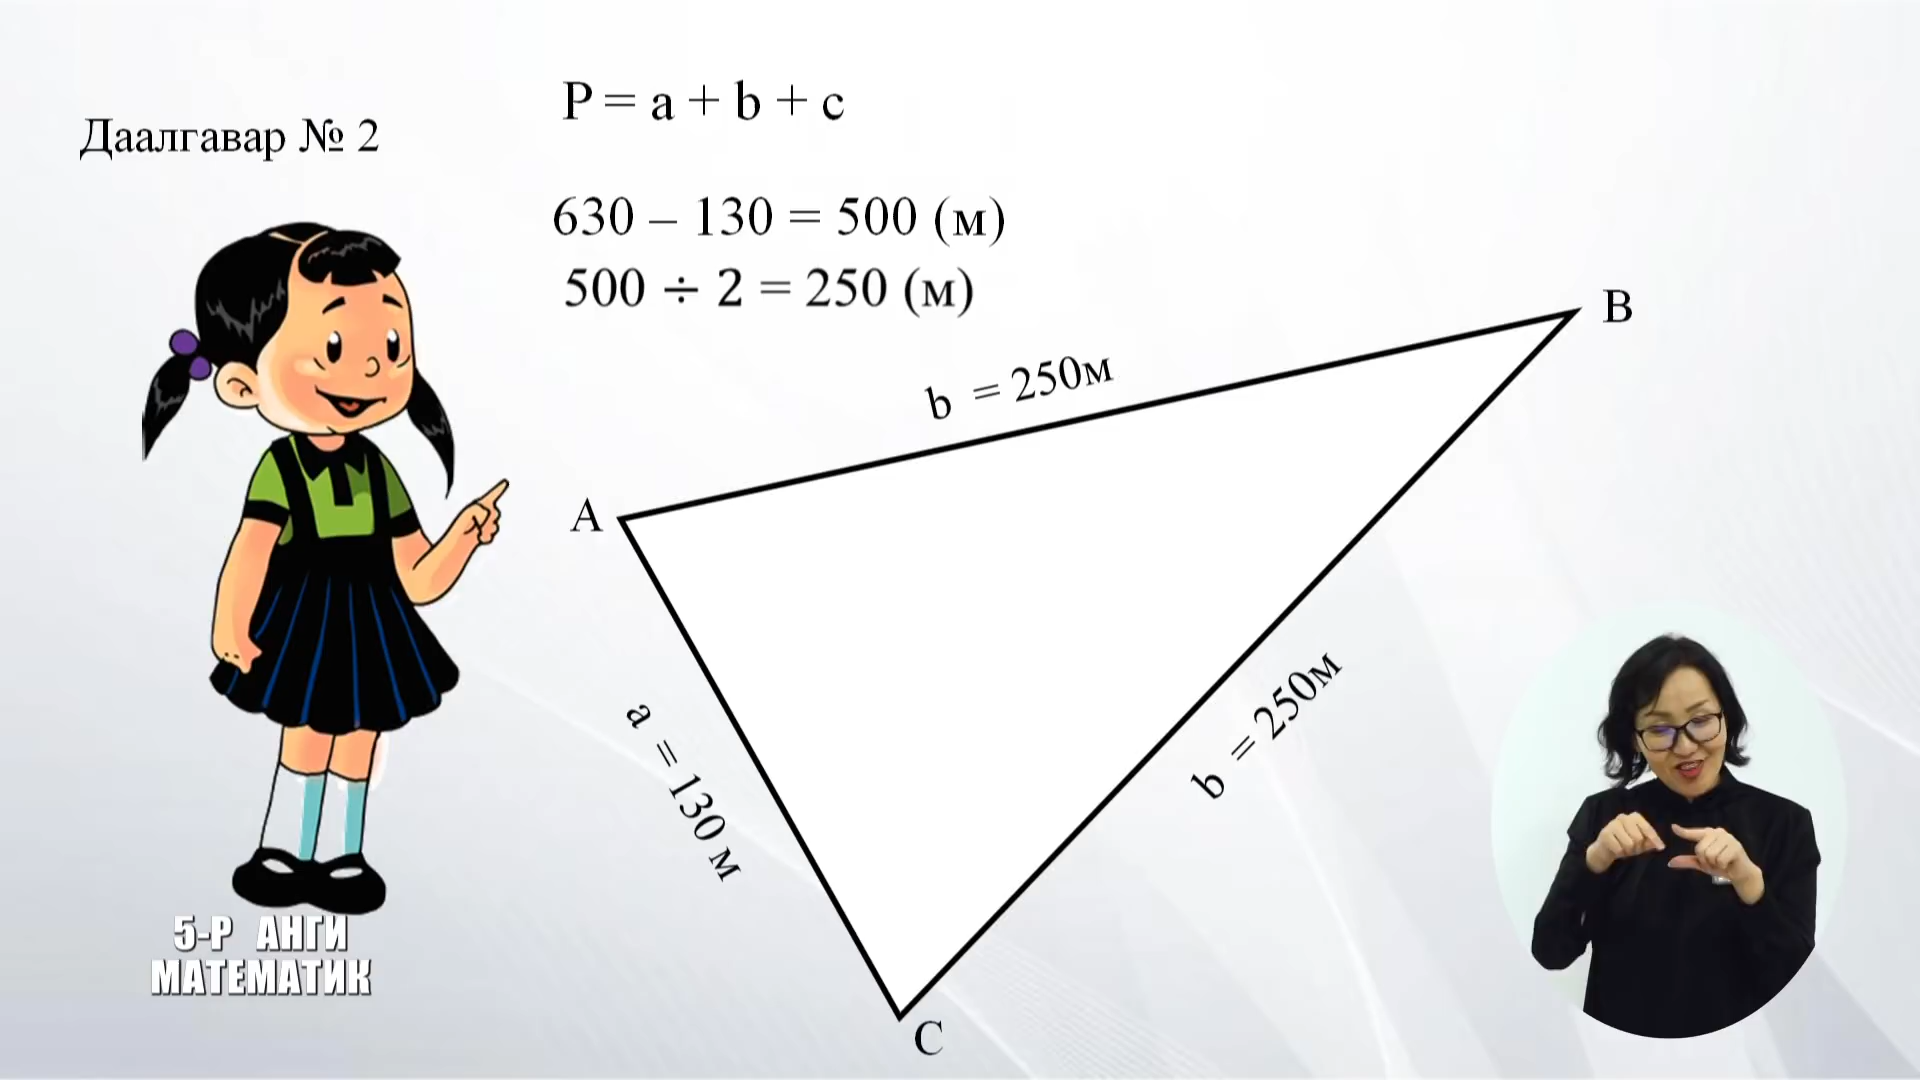 Даалгавар № 2
P = a + b + c
630 – 130 = 500 (м)
500 ÷ 2 = 250 (м)
B
b = 250м
A
a = 130 м
b = 250м
C
5-Р АНГИ
МАТЕМАТИК